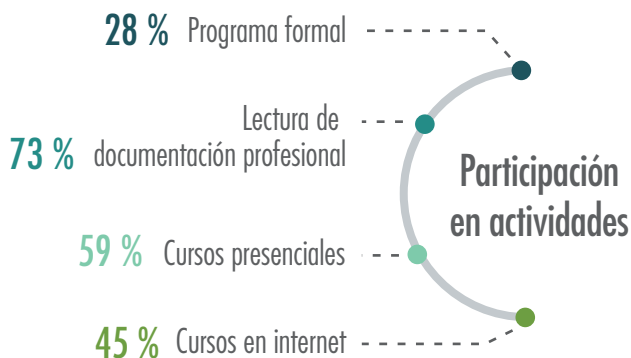 28 % Programa formal
Lectura de
73 % documentación profesional
Participación
en actividades
59 % Cursos presenciales
45 % Cursos en internet